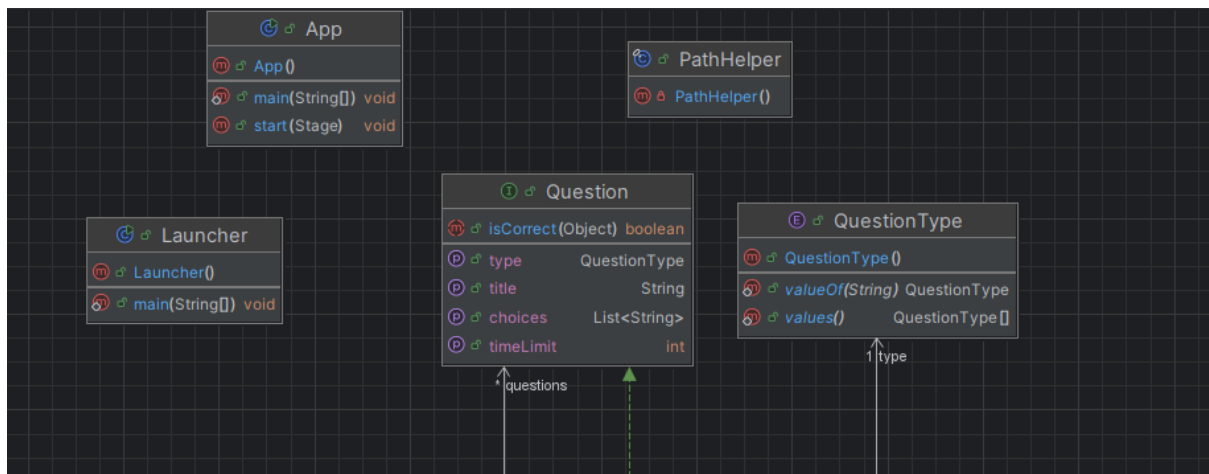 App
App()
main(String[]) void
start(Stage) void
PathHelper
PathHelper()
Question
isCorrect(Object) boolean
type QuestionType
title String
choices List<String>
timeLimit int
Launcher
Launcher()
main(String[]) void
QuestionType
QuestionType()
valueOf(String) QuestionType
values() QuestionType[]
* questions
1 type